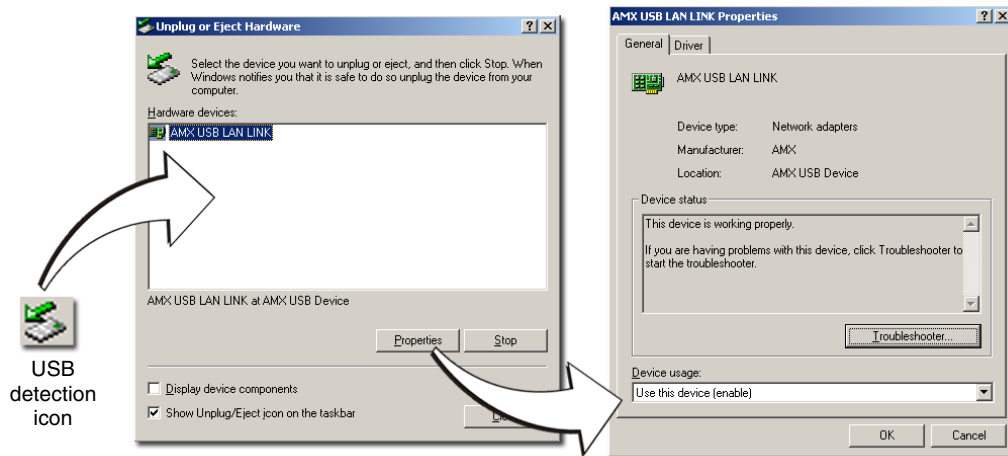 Unplug or Eject Hardware
Select the device you want to unplug or eject, and then click Stop. When
Windows notifies you that it is safe to do so unplug the device from your
computer.
Hardware devices:
AMX USB LAN LINK
AMX USB LAN LINK at AMX USB Device
Properties
Stop
Display device components
Show Unplug/Eject icon on the taskbar
USB
detection
icon
AMX USB LAN LINK Properties
General
Driver
AMX USB LAN LINK
Device type: Network adapters
Manufacturer: AMX
Location: AMX USB Device
Device status
This device is working properly.
If you are having problems with this device, click Troubleshooter to
start the troubleshooter.
Troubleshooter...
Device usage:
Use this device (enable)
OK
Cancel